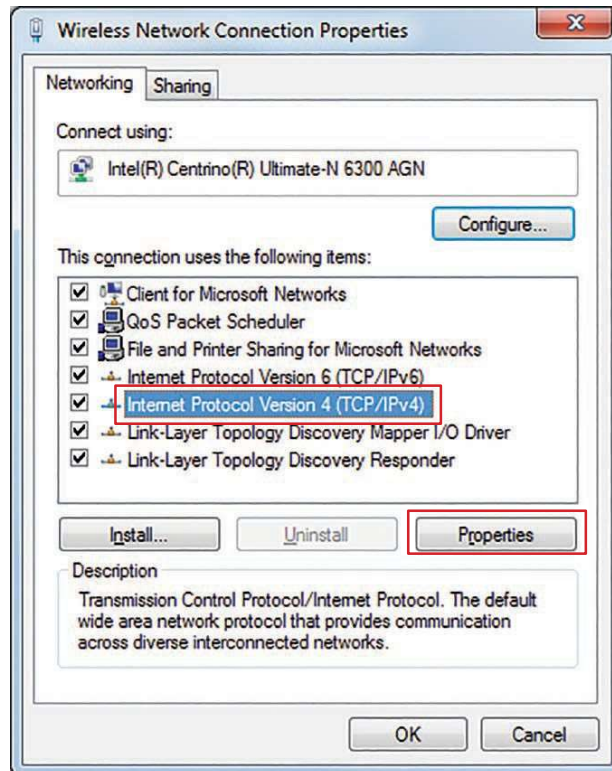 Wireless Network Connection Properties
Networking
Sharing
Connect using:
Intel(R) Centrino(R) Ultimate-N 6300 AGN
Configure...
This connection uses the following items:
Client for Microsoft Networks
QoS Packet Scheduler
File and Printer Sharing for Microsoft Networks
Internet Protocol Version 6 (TCP/IPv6)
Internet Protocol Version 4 (TCP/IPv4)
Link-Layer Topology Discovery Mapper I/O Driver
Link-Layer Topology Discovery Responder
Install...
Uninstall
Properties
Description
Transmission Control Protocol/Internet Protocol. The default
wide area network protocol that provides communication
across diverse interconnected networks.
OK
Cancel